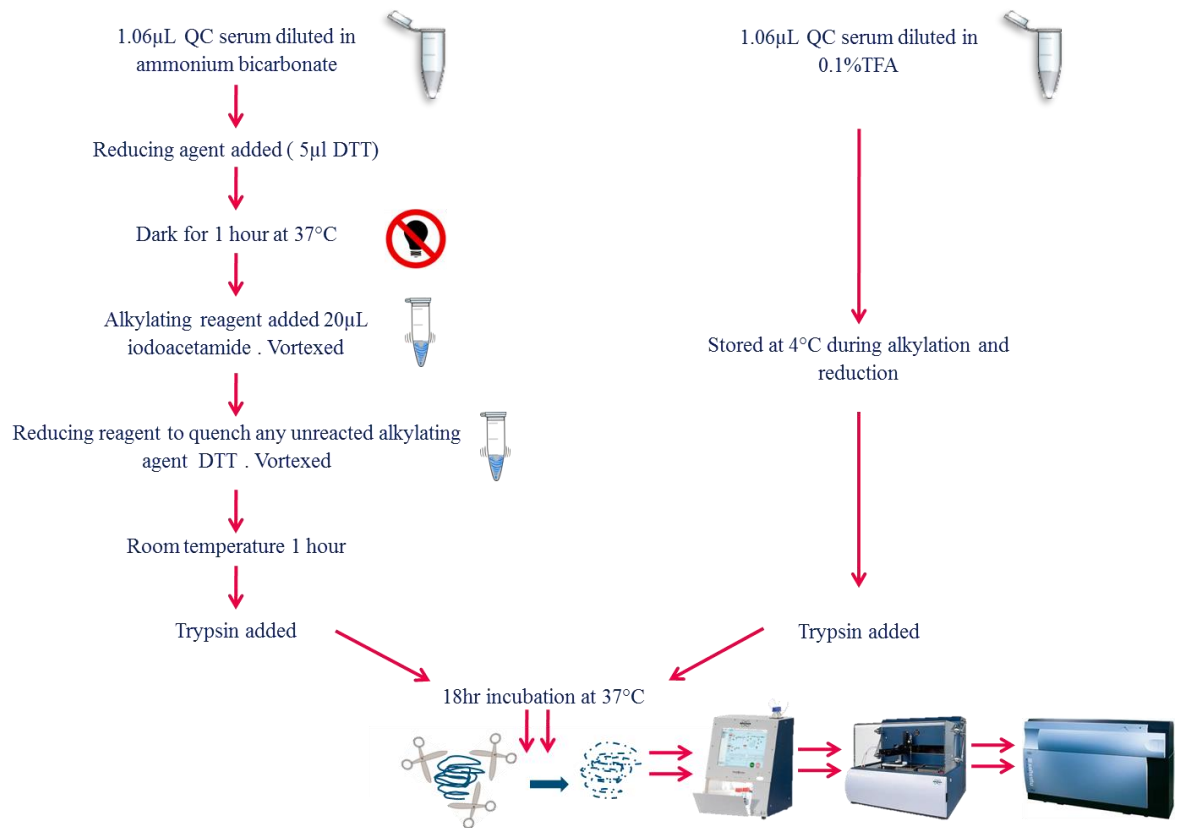 1.06µL QC serum diluted in
ammonium bicarbonate
Reducing agent added ( 5µl DTT)
Dark for 1 hour at 37°C
Alkylating reagent added 20µL
iodoacetamide . Vortexed
Reducing reagent to quench any unreacted alkylating
agent DTT . Vortexed
Room temperature 1 hour
Trypsin added
1.06µL QC serum diluted in
0.1%TFA
Stored at 4°C during alkylation and
reduction
Trypsin added
18hr incubation at 37°C